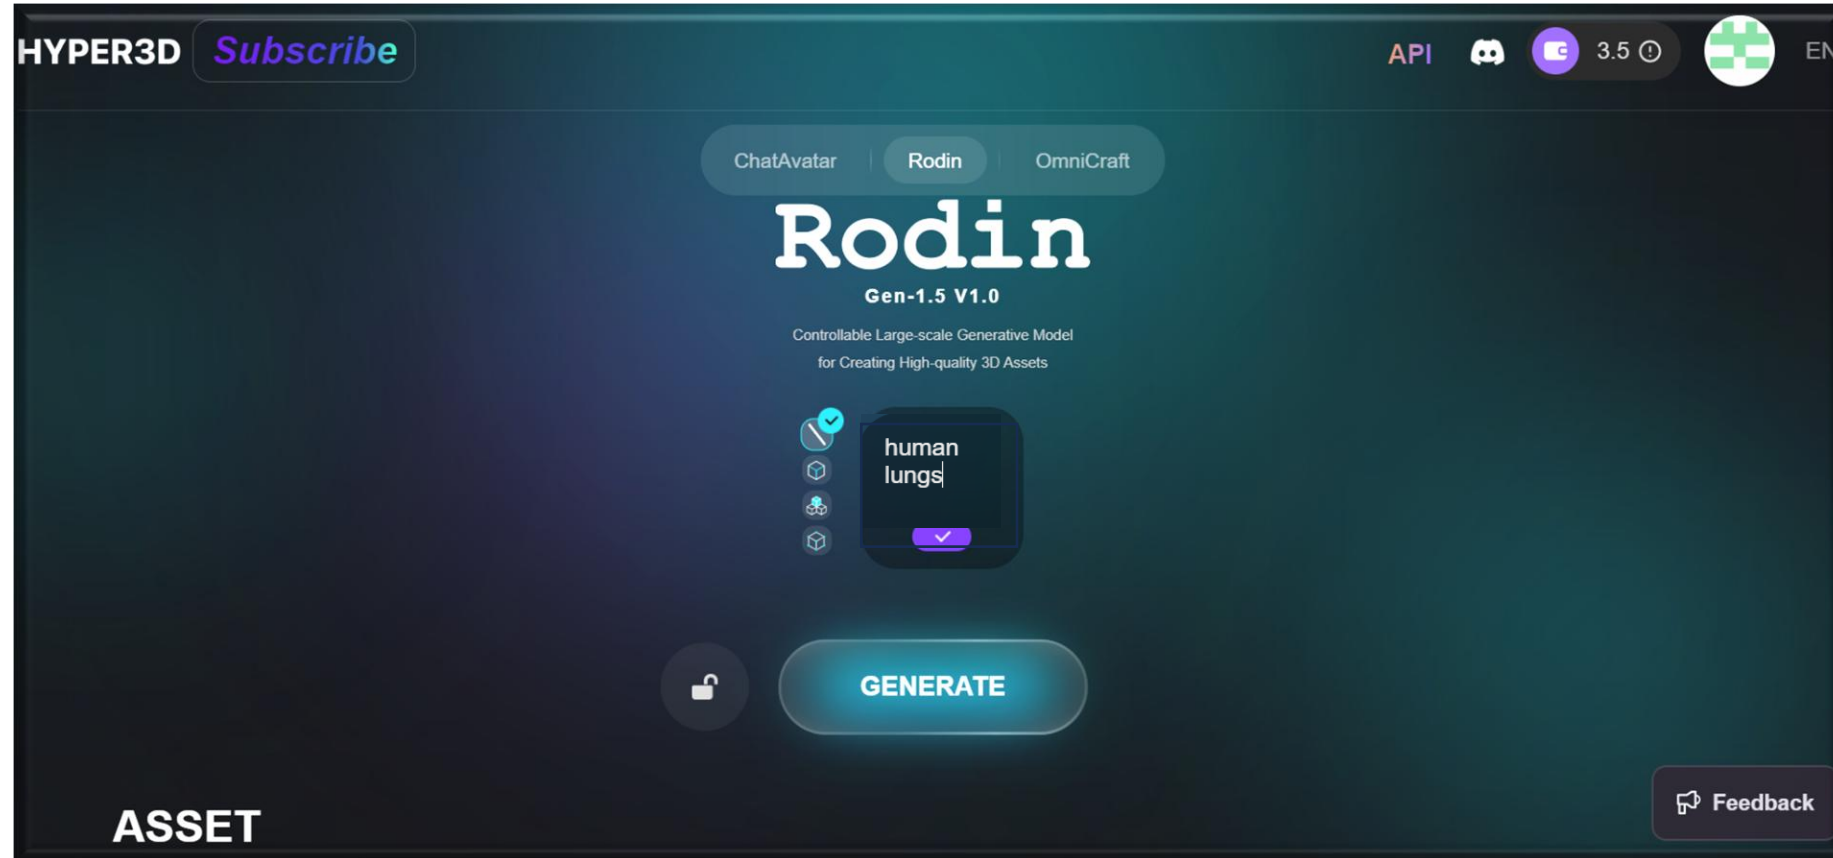 HYPER3D Subscribe API 3.5 EN
ChatAvatar Rodin OmniCraft
Rodin
Gen-1.5 V1.0
Controllable Large-scale Generative Model
for Creating High-quality 3D Assets
human
lungs
GENERATE
Feedback
ASSET